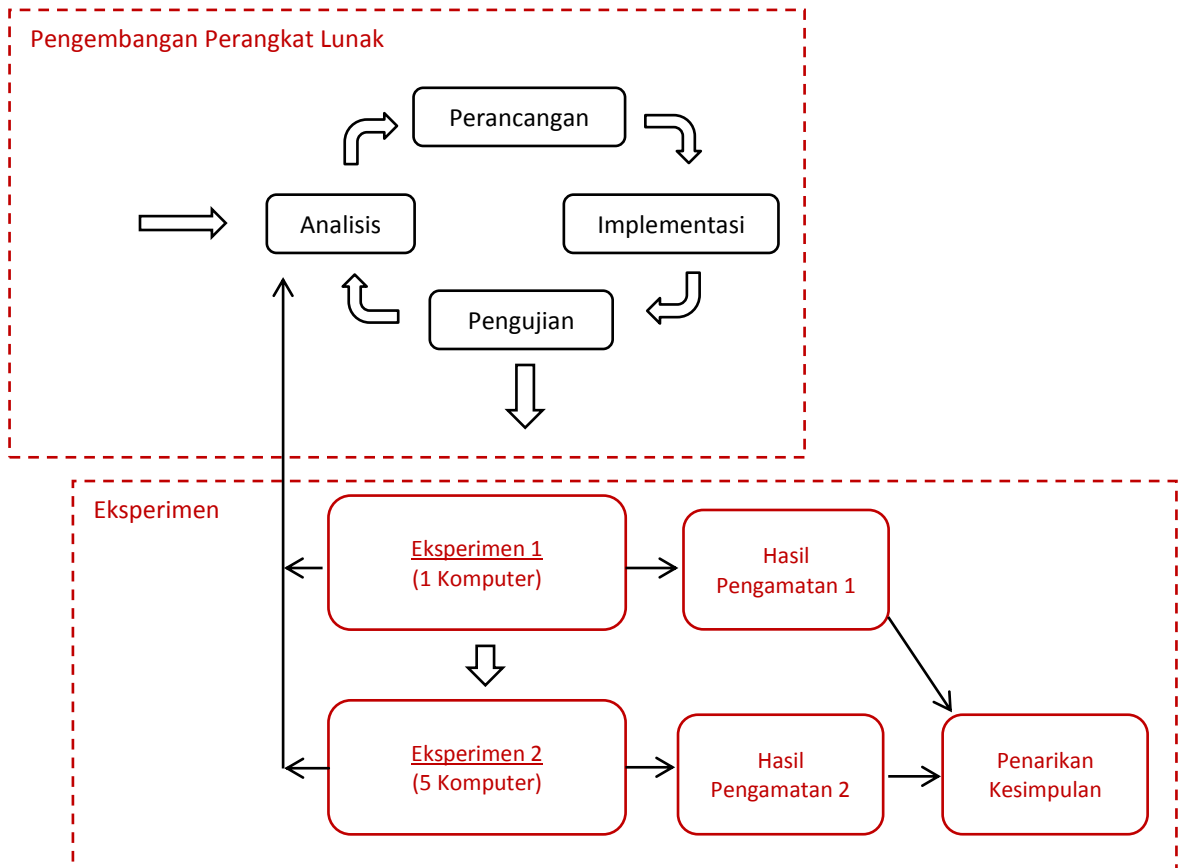 Pengembangan Perangkat Lunak
Perancangan
Analisis
Implementasi
Pengujian
Eksperimen
Eksperimen 1
(1 Komputer)
Hasil
Pengamatan 1
Eksperimen 2
(5 Komputer)
Hasil
Pengamatan 2
Penarikan
Kesimpulan